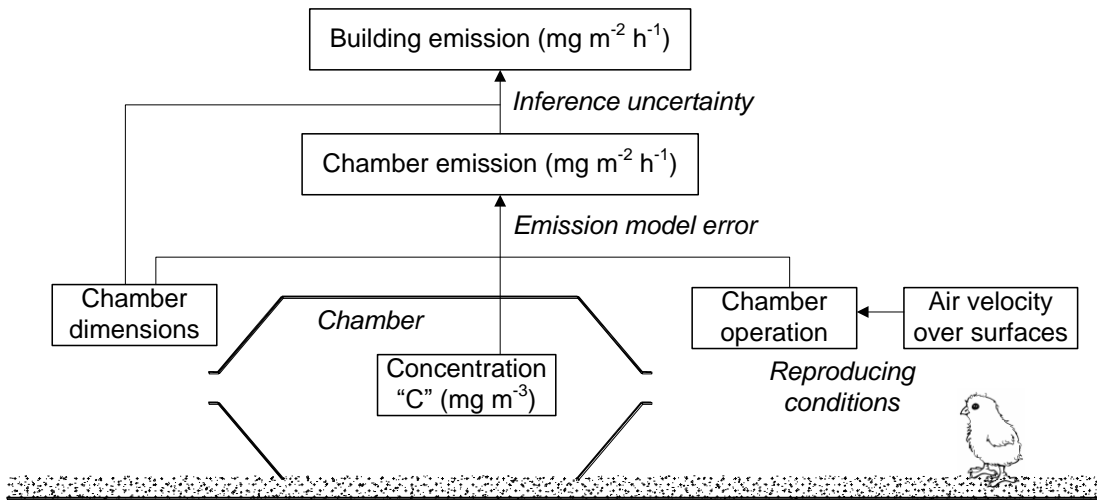 Building emission (mg m⁻² h⁻¹)
Inference uncertainty
Chamber emission (mg m⁻² h⁻¹)
Emission model error
Chamber
dimensions
Chamber
Concentration
“C” (mg m⁻³)
Chamber
operation
Air velocity
over surfaces
Reproducing
conditions